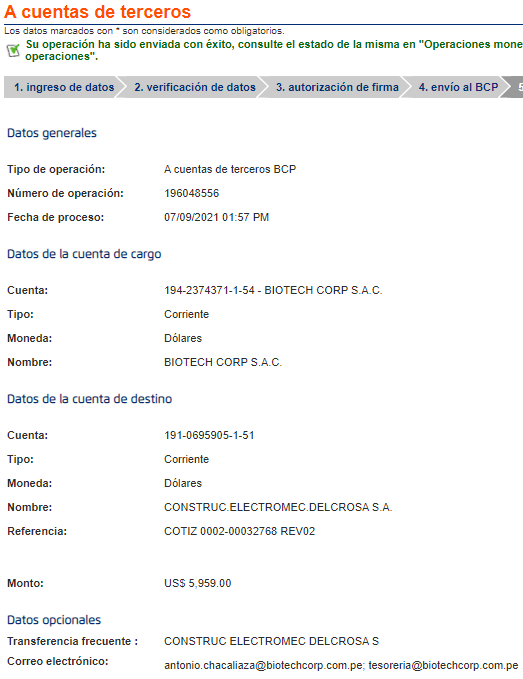 A cuentas de terceros
Los datos marcados con * son considerados como obligatorios.
Su operación ha sido enviada con éxito, consulte el estado de la misma en "Operaciones mone
operaciones".
1. ingreso de datos 2. verificación de datos 3. autorización de firma 4. envío al BCP 5
Datos generales
Tipo de operación: A cuentas de terceros BCP
Número de operación: 196048556
Fecha de proceso: 07/09/2021 01:57 PM
Datos de la cuenta de cargo
Cuenta: 194-2374371-1-54 - BIOTECH CORP S.A.C.
Tipo: Corriente
Moneda: Dólares
Nombre: BIOTECH CORP S.A.C.
Datos de la cuenta de destino
Cuenta: 191-0695905-1-51
Tipo: Corriente
Moneda: Dólares
Nombre: CONSTRUC.ELECTROMEC.DELCROSA S.A.
Referencia: COTIZ 0002-00032768 REV02
Monto: US$ 5,959.00
Datos opcionales
Transferencia frecuente : CONSTRUC ELECTROMEC DELCROSA S
Correo electrónico: antonio.chacaliaza@biotechcorp.com.pe; tesoreria@biotechcorp.com.pe